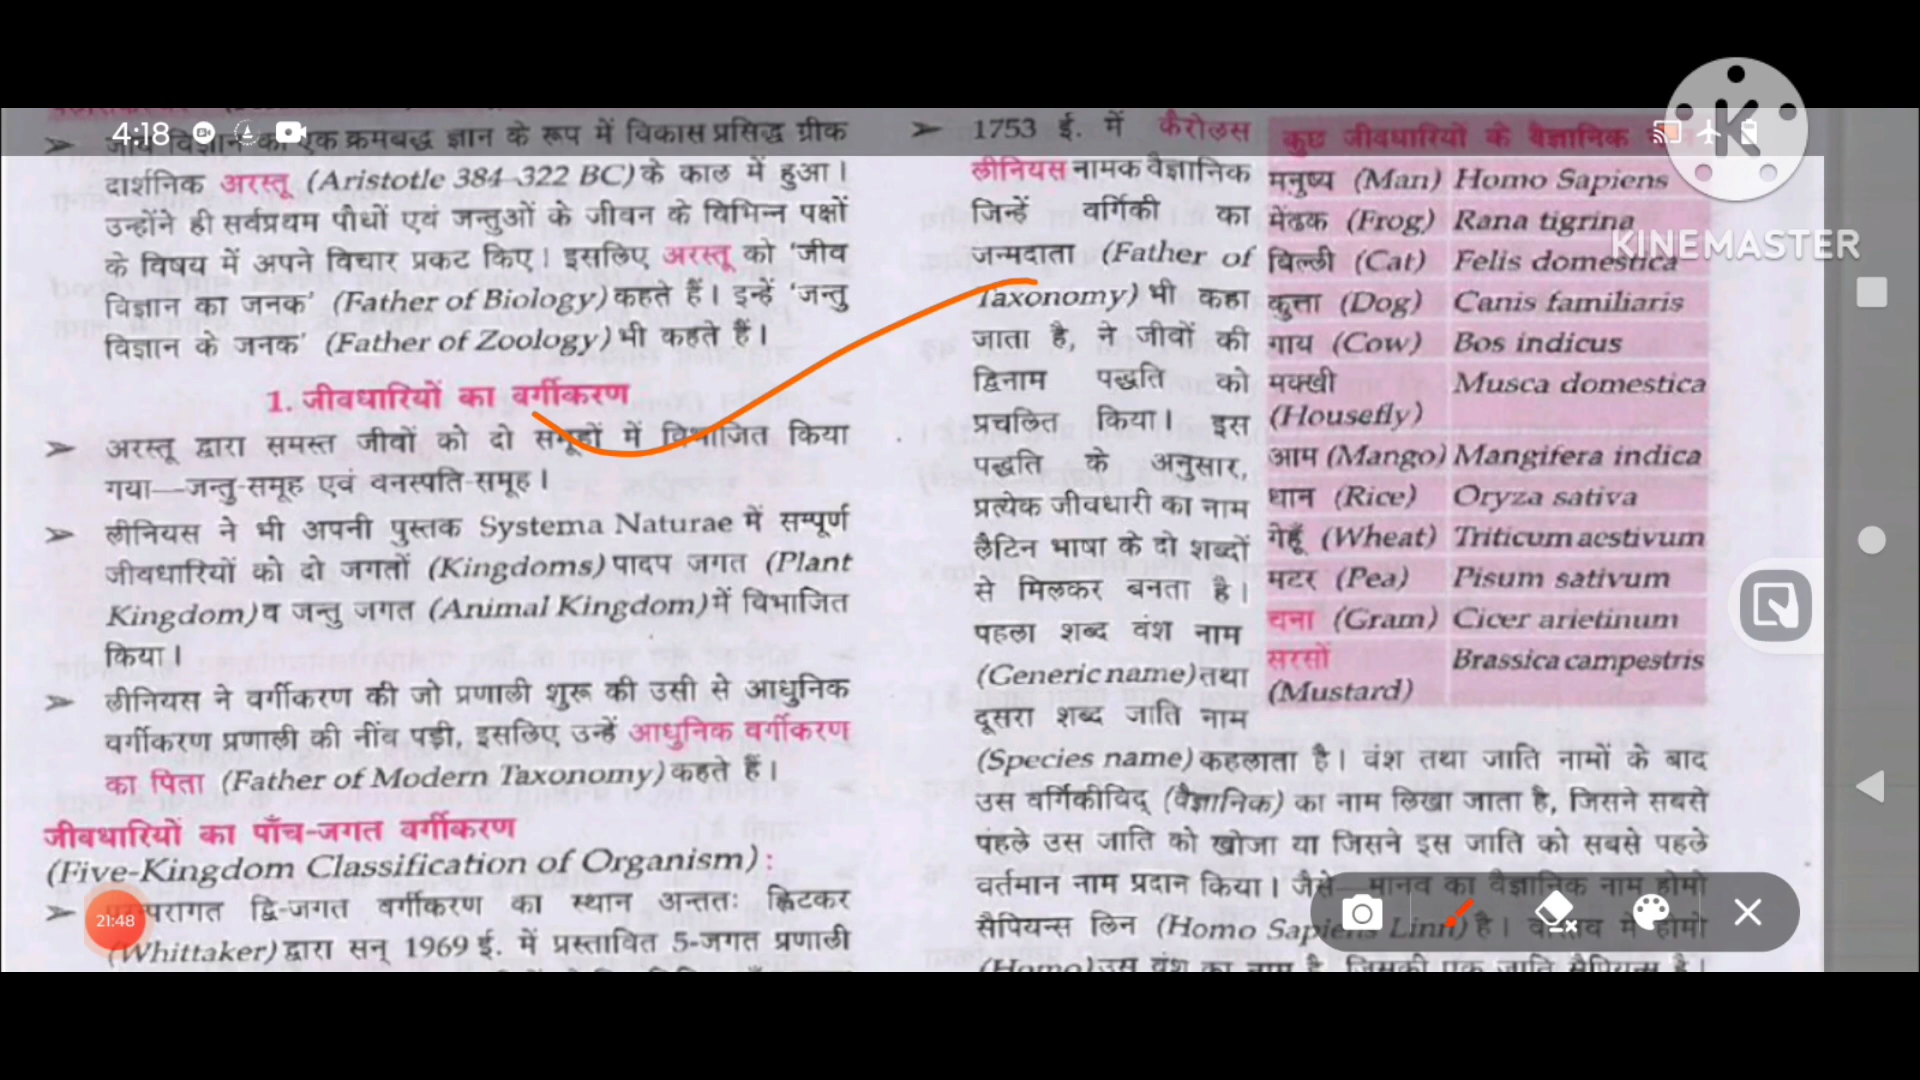 4:18
जीव विज्ञान का एक क्रमबद्ध ज्ञान के रूप में विकास प्रसिद्ध ग्रीक
दार्शनिक अरस्तू (Aristotle 384–322 BC) के काल में हुआ।
उन्होंने ही सर्वप्रथम पौधों एवं जन्तुओं के जीवन के विभिन्न पक्षों
के विषय में अपने विचार प्रकट किए। इसलिए अरस्तू को 'जीव
विज्ञान का जनक' (Father of Biology) कहते हैं। इन्हें 'जन्तु
विज्ञान के जनक' (Father of Zoology) भी कहते हैं।
1. जीवधारियों का वर्गीकरण
➢ अरस्तू द्वारा समस्त जीवों को दो समूहों में विभाजित किया
गया—जन्तु-समूह एवं वनस्पति-समूह।
➢ लीनियस ने भी अपनी पुस्तक Systema Naturae में सम्पूर्ण
जीवधारियों को दो जगतों (Kingdoms) पादप जगत (Plant
Kingdom) व जन्तु जगत (Animal Kingdom) में विभाजित
किया।
➢ लीनियस ने वर्गीकरण की जो प्रणाली शुरू की उसी से आधुनिक
वर्गीकरण प्रणाली की नींव पड़ी, इसलिए उन्हें आधुनिक वर्गीकरण
का पिता (Father of Modern Taxonomy) कहते हैं।
जीवधारियों का पाँच-जगत वर्गीकरण
(Five-Kingdom Classification of Organism) :
➢ द्वि-जगत वर्गीकरण का स्थान अन्ततः ह्विटकर
(Whittaker) द्वारा सन् 1969 ई. में प्रस्तावित 5-जगत प्रणाली
21:48
➢ 1753 ई. में कैरोलस
लीनियस नामक वैज्ञानिक
जिन्हें वर्गिकी का
जन्मदाता (Father of
Taxonomy) भी कहा
जाता है, ने जीवों की
द्विनाम पद्धति को
प्रचलित किया। इस
पद्धति के अनुसार,
प्रत्येक जीवधारी का नाम
लैटिन भाषा के दो शब्दों
से मिलकर बनता है।
पहला शब्द वंश नाम
(Generic name) तथा
दूसरा शब्द जाति नाम
(Species name) कहलाता है। वंश तथा जाति नामों के बाद
उस वर्गिकीविद् (वैज्ञानिक) का नाम लिखा जाता है, जिसने सबसे
पहले उस जाति को खोजा या जिसने इस जाति को सबसे पहले
वर्तमान नाम प्रदान किया। जैसे—मानव का वैज्ञानिक नाम होमो
सैपियन्स लिन (Homo Sapiens Linn) है। वास्तव में होमो
(Homo) उस वंश का नाम है, जिसकी एक जाति सैपियन्स है।
कुछ जीवधारियों के वैज्ञानिक
मनुष्य (Man) Homo Sapiens
मेंढक (Frog) Rana tigrina
बिल्ली (Cat) Felis domestica
कुत्ता (Dog) Canis familiaris
गाय (Cow) Bos indicus
मक्खी Musca domestica
(Housefly)
आम (Mango) Mangifera indica
धान (Rice) Oryza sativa
गेहूँ (Wheat) Triticum aestivum
मटर (Pea) Pisum sativum
चना (Gram) Cicer arietinum
सरसों Brassica campestris
(Mustard)
K
KINEMASTER